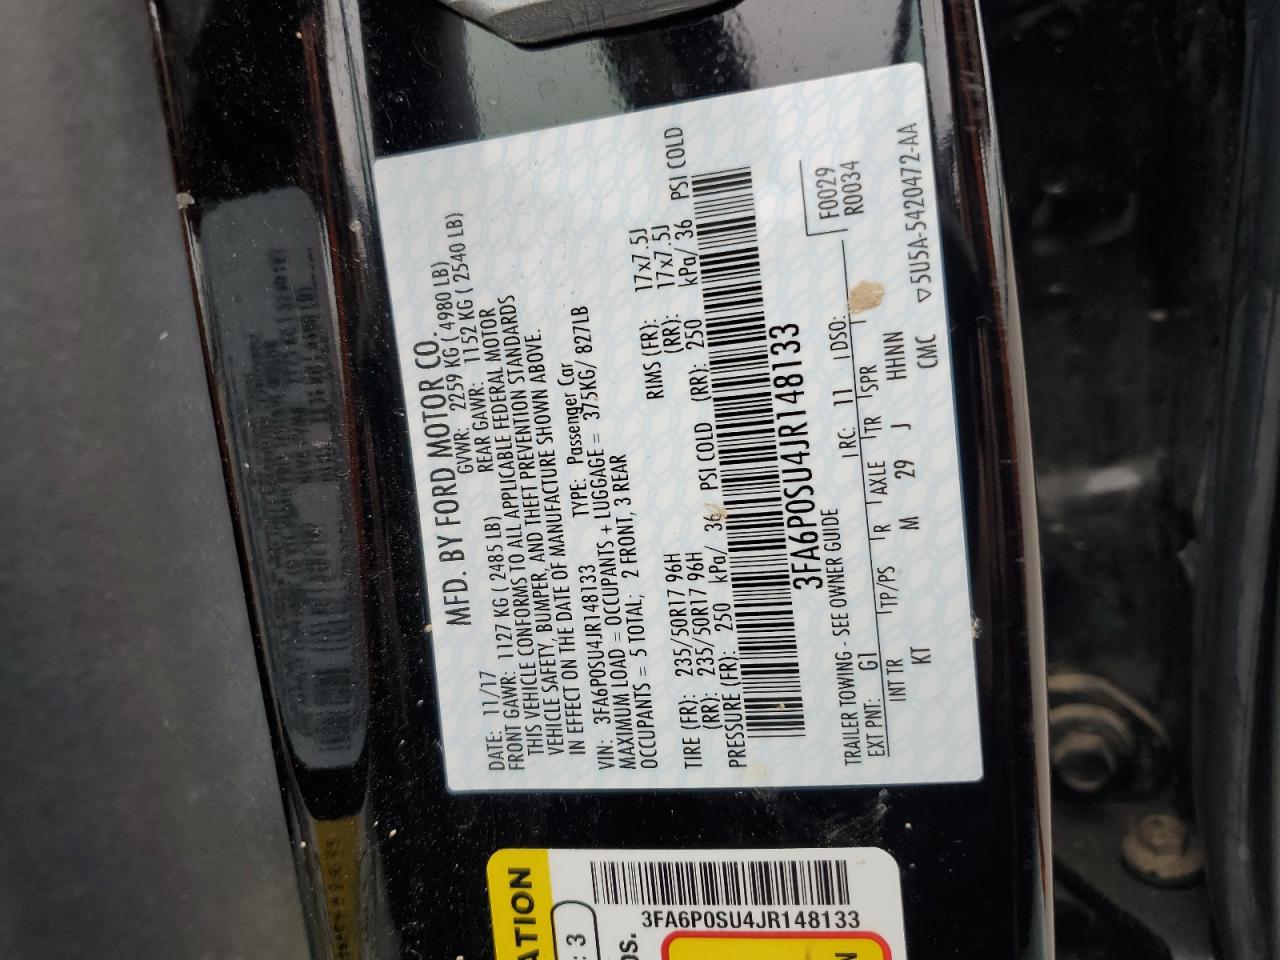 MFD. BY FORD MOTOR CO.
DATE: 11/17 GVWR: 2259 KG ( 4980 LB)
FRONT GAWR: 1127 KG ( 2485 LB) REAR GAWR: 1152 KG ( 2540 LB)
THIS VEHICLE CONFORMS TO ALL APPLICABLE FEDERAL MOTOR
VEHICLE SAFETY, BUMPER, AND THEFT PREVENTION STANDARDS
IN EFFECT ON THE DATE OF MANUFACTURE SHOWN ABOVE.
VIN: 3FA6P0SU4JR148133 TYPE: Passenger Car
MAXIMUM LOAD = OCCUPANTS + LUGGAGE = 375KG/ 827LB
OCCUPANTS = 5 TOTAL, 2 FRONT, 3 REAR
TIRE (FR): 235/50R17 96H RIMS (FR): 17x7.5J
(RR): 235/50R17 96H (RR): 17x7.5J
PRESSURE (FR): 250 kPa/ 36 PSI COLD (RR): 250 kPa/ 36 PSI COLD
3FA6P0SU4JR148133
TRAILER TOWING - SEE OWNER GUIDE
F0029
R0034
EXT PNT: G1 RC: 11 DSO:
INT TR TP/PS R AXLE TR SPR
KT M 29 J HHNN
CMC ▽5U5A-5420472-AA
ATION
: 3
3FA6P0SU4JR148133